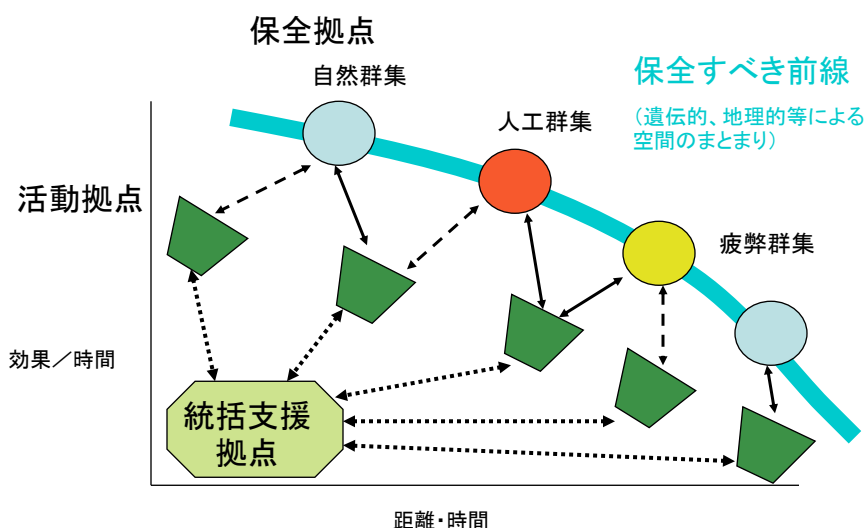 保全拠点
自然群集
保全すべき前線
(遺伝的、地理的等による
空間のまとまり)
人工群集
活動拠点
疲弊群集
効果／時間
統括支援
拠点
距離・時間